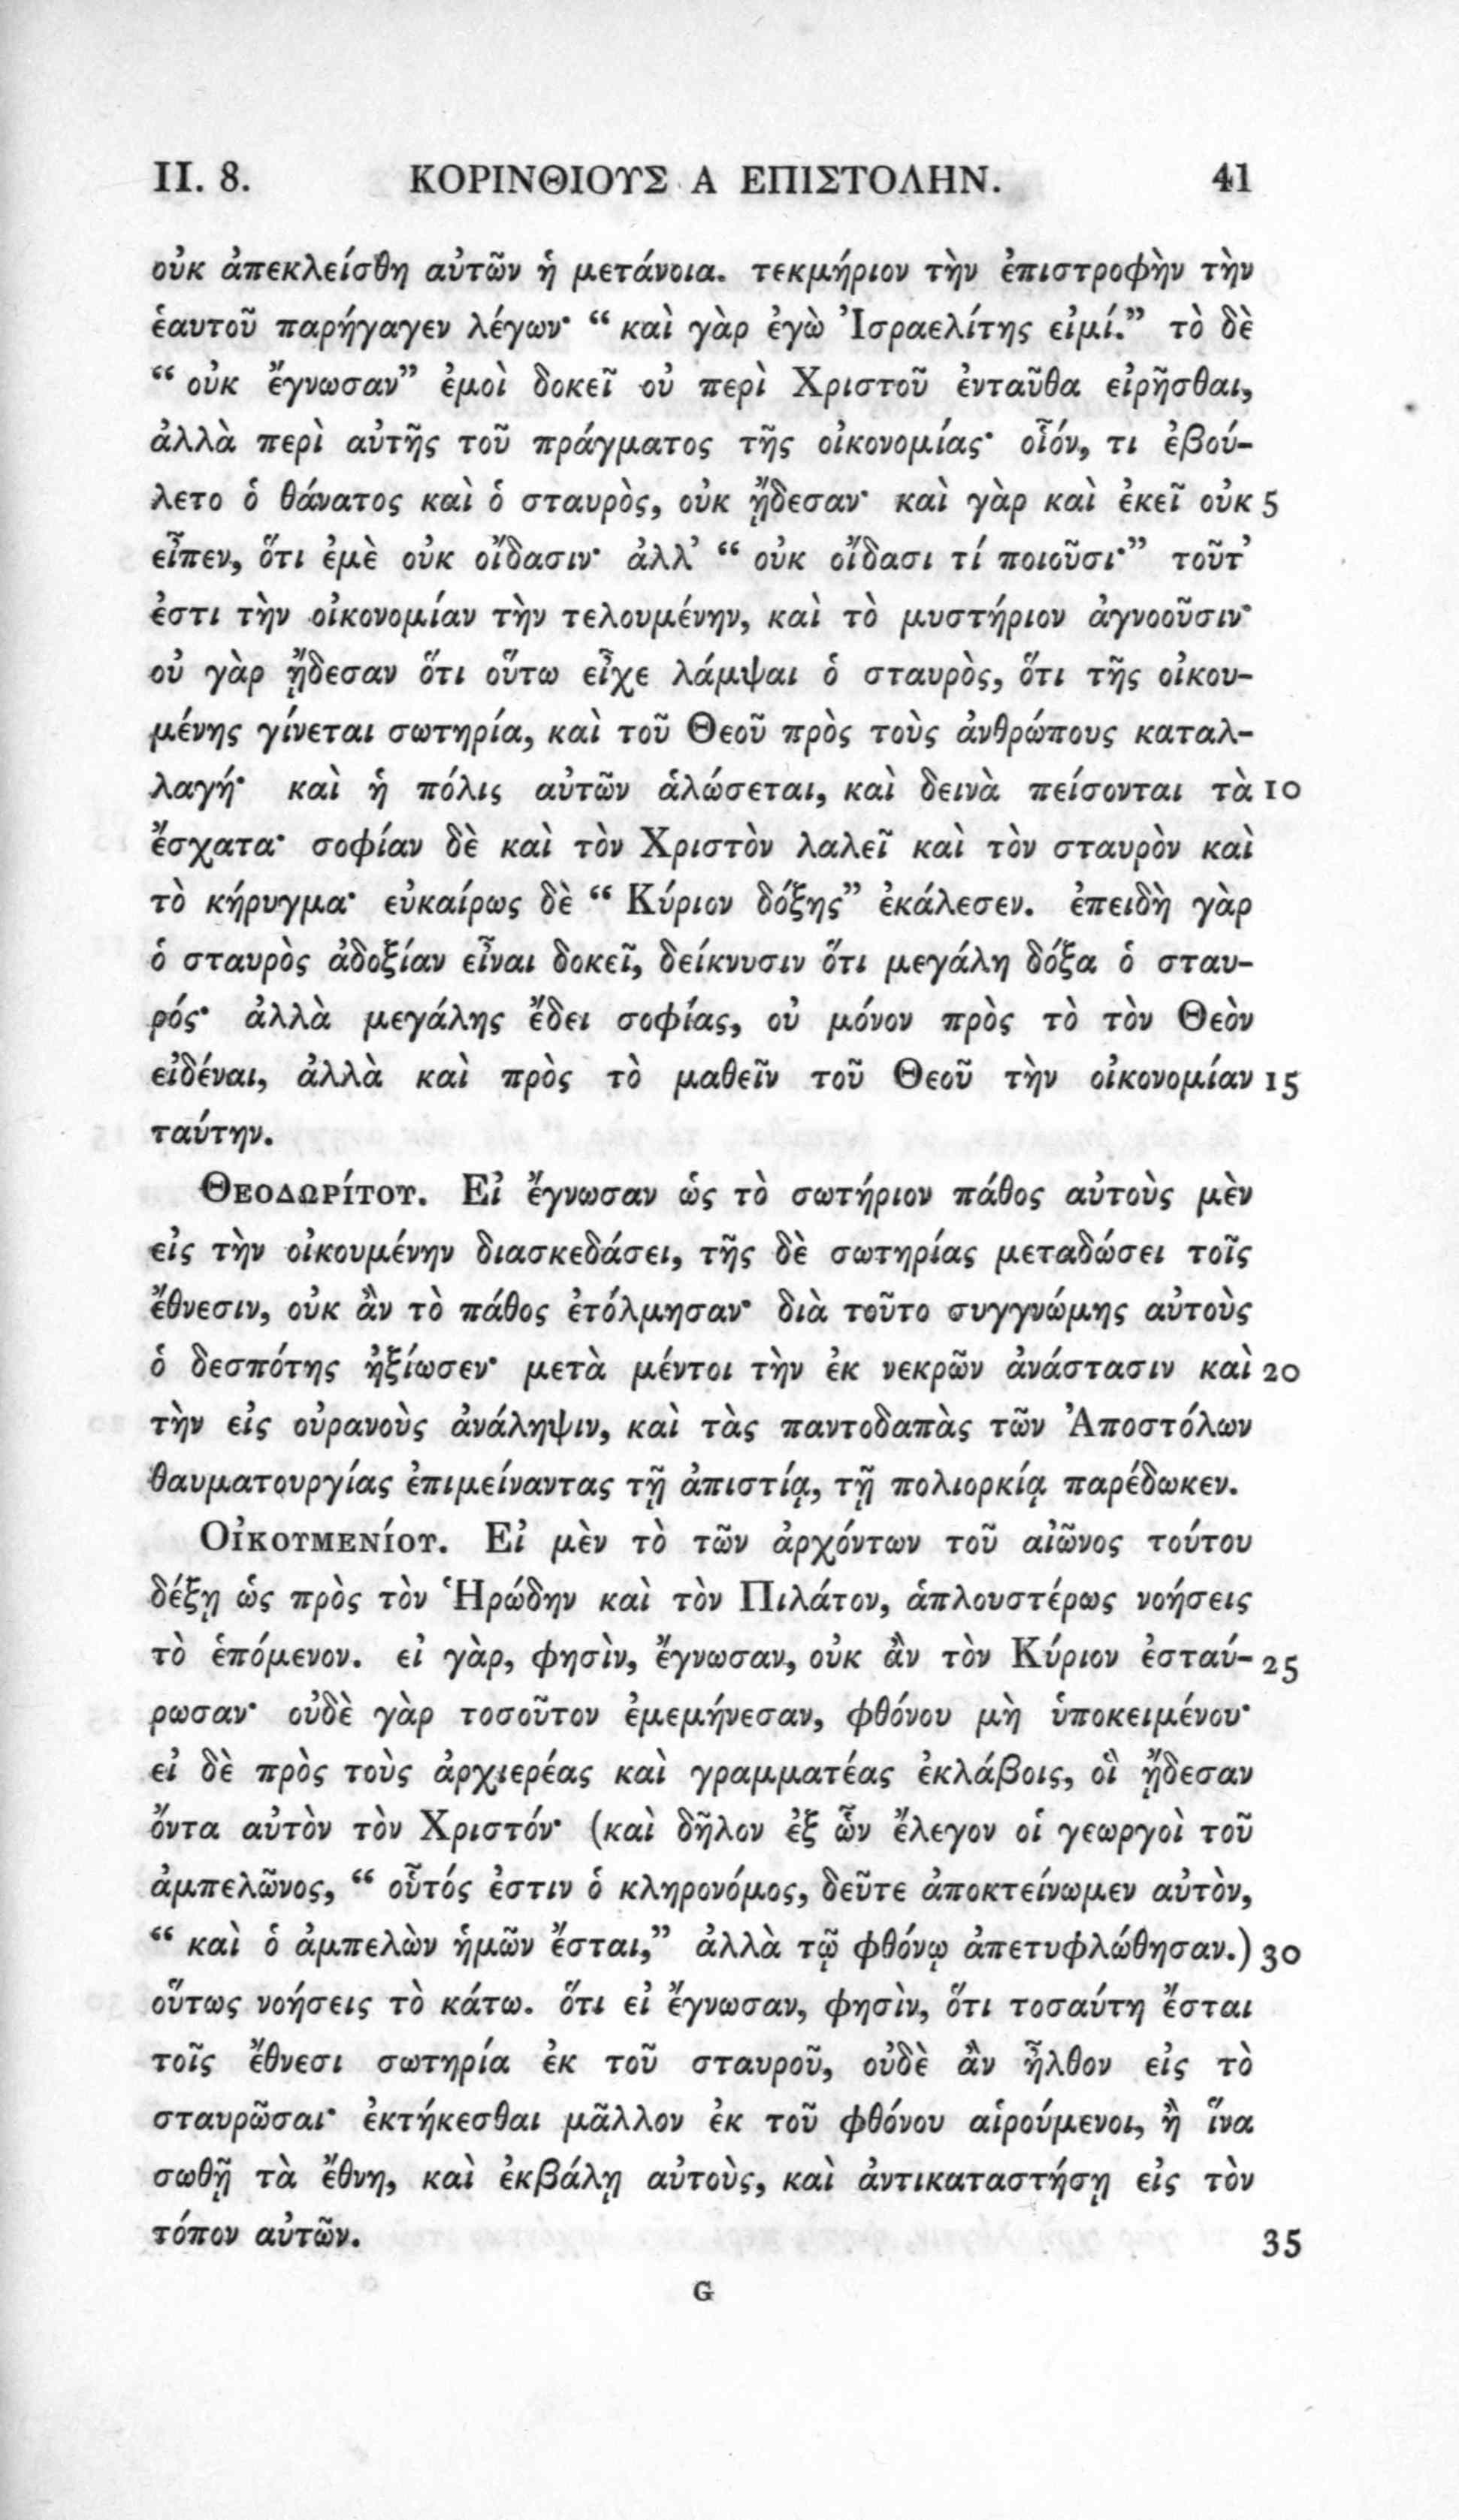 II. 8. ΚΟΡΙΝΘΙΟΥΣ Α ΕΠΙΣΤΟΛΗΝ. 41
οὐκ ἀπεκλείσθη αὐτῶν ἡ μετάνοια. τεκμήριον τὴν ἐπιστροφὴν τὴν
ἑαυτοῦ παρήγαγεν λέγων· “ καὶ γὰρ ἐγὼ Ἰσραελίτης εἰμί.” τὸ δὲ
“ οὐκ ἔγνωσαν” ἐμοὶ δοκεῖ οὐ περὶ Χριστοῦ ἐνταῦθα εἰρῆσθαι,
ἀλλὰ περὶ αὐτῆς τοῦ πράγματος τῆς οἰκονομίας· οἷόν, τι ἐβού-
λετο ὁ θάνατος καὶ ὁ σταυρὸς, οὐκ ᾔδεσαν· καὶ γὰρ καὶ ἐκεῖ οὐκ 5
εἶπεν, ὅτι ἐμὲ οὐκ οἴδασιν· ἀλλ’ “ οὐκ οἴδασι τί ποιοῦσι·” τοῦτ’
ἐστι τὴν οἰκονομίαν τὴν τελουμένην, καὶ τὸ μυστήριον ἀγνοοῦσιν·
οὐ γὰρ ᾔδεσαν ὅτι οὕτω εἶχε λάμψαι ὁ σταυρὸς, ὅτι τῆς οἰκου-
μένης γίνεται σωτηρία, καὶ τοῦ Θεοῦ πρὸς τοὺς ἀνθρώπους καταλ-
λαγή· καὶ ἡ πόλις αὐτῶν ἁλώσεται, καὶ δεινὰ πείσονται τὰ 10
ἔσχατα· σοφίαν δὲ καὶ τὸν Χριστὸν λαλεῖ καὶ τὸν σταυρὸν καὶ
τὸ κήρυγμα· εὐκαίρως δὲ “ Κύριον δόξης” ἐκάλεσεν. ἐπειδὴ γὰρ
ὁ σταυρὸς ἀδοξίαν εἶναι δοκεῖ, δείκνυσιν ὅτι μεγάλη δόξα ὁ σταυ-
ρός· ἀλλὰ μεγάλης ἔδει σοφίας, οὐ μόνον πρὸς τὸ τὸν Θεὸν
εἰδέναι, ἀλλὰ καὶ πρὸς τὸ μαθεῖν τοῦ Θεοῦ τὴν οἰκονομίαν 15
ταύτην.
Θεοδωρίτου. Εἰ ἔγνωσαν ὡς τὸ σωτήριον πάθος αὐτοὺς μὲν
εἰς τὴν οἰκουμένην διασκεδάσει, τῆς δὲ σωτηρίας μεταδώσει τοῖς
ἔθνεσιν, οὐκ ἂν τὸ πάθος ἐτόλμησαν· διὰ τοῦτο συγγνώμης αὐτοὺς
ὁ δεσπότης ἠξίωσεν· μετὰ μέντοι τὴν ἐκ νεκρῶν ἀνάστασιν καὶ 20
τὴν εἰς οὐρανοὺς ἀνάληψιν, καὶ τὰς παντοδαπὰς τῶν Ἀποστόλων
θαυματουργίας ἐπιμείναντας τῇ ἀπιστίᾳ, τῇ πολιορκίᾳ παρέδωκεν.
Οἰκουμενίου. Εἰ μὲν τὸ τῶν ἀρχόντων τοῦ αἰῶνος τούτου
δέξῃ ὡς πρὸς τὸν Ἡρώδην καὶ τὸν Πιλάτον, ἁπλουστέρως νοήσεις
τὸ ἑπόμενον. εἰ γὰρ, φησὶν, ἔγνωσαν, οὐκ ἂν τὸν Κύριον ἐσταύ- 25
ρωσαν· οὐδὲ γὰρ τοσοῦτον ἐμεμήνεσαν, φθόνου μὴ ὑποκειμένου·
εἰ δὲ πρὸς τοὺς ἀρχιερέας καὶ γραμματέας ἐκλάβοις, οἳ ᾔδεσαν
ὄντα αὐτὸν τὸν Χριστόν· (καὶ δῆλον ἐξ ὧν ἔλεγον οἱ γεωργοὶ τοῦ
ἀμπελῶνος, “ οὗτός ἐστιν ὁ κληρονόμος, δεῦτε ἀποκτείνωμεν αὐτὸν,
“ καὶ ὁ ἀμπελὼν ἡμῶν ἔσται,” ἀλλὰ τῷ φθόνῳ ἀπετυφλώθησαν.) 30
οὕτως νοήσεις τὸ κάτω. ὅτι εἰ ἔγνωσαν, φησὶν, ὅτι τοσαύτη ἔσται
τοῖς ἔθνεσι σωτηρία ἐκ τοῦ σταυροῦ, οὐδὲ ἂν ἦλθον εἰς τὸ
σταυρῶσαι· ἐκτήκεσθαι μᾶλλον ἐκ τοῦ φθόνου αἱρούμενοι, ἢ ἵνα
σωθῇ τὰ ἔθνη, καὶ ἐκβάλῃ αὐτοὺς, καὶ ἀντικαταστήσῃ εἰς τὸν
τόπον αὐτῶν. 35
G